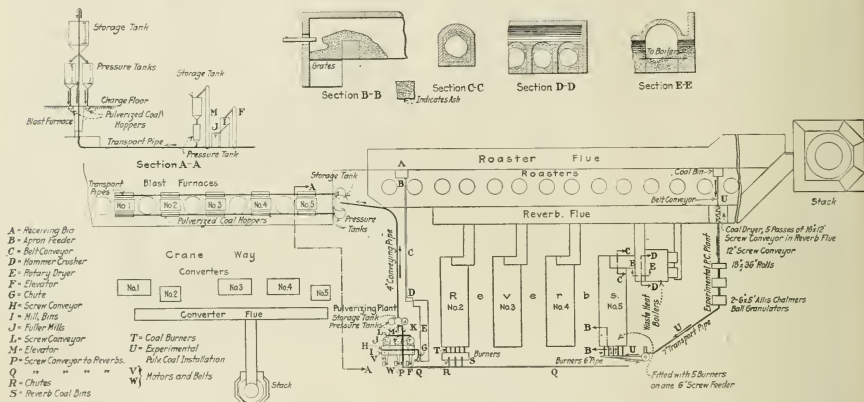 Storage Tank
Pressure Tanks
Charge Floor
Pulverized Coal
Hoppers
Blast Furnace
Transport Pipe
Storage
Tank
M
F
J
I
Pressure Tank
Section A-A
Grates
Section B-B
Indicates Ash
Section C-C
Section D-D
To Boilers
Section E-E
Roaster Flue
Roasters
Coal Bin
Belt Conveyor
U
Stack
A
B
Reverb. Flue
Coal Dryer, 5 Passes of 16'&12"
Screw Conveyor in Reverb Flue
12" Screw Conveyor
18"x 36" Rolls
Experimental P.C. Plant
2-6'x5' Allis Chalmers
Ball Granulators
7" Transport Pipe
U
Transport
Pipes
Blast Furnaces
A
No.1
No.2
No.3
No.4
No.5
Pulverized Coal Hoppers
Storage
Tank
Pressure
Tanks
4" Conveying Pipe
C
D
E
G
Crane Way
Converters
No.1
No.2
No.3
No.4
No.5
Converter Flue
Stack
Pulverizing Plant
Storage Tank
Pressure Tanks
L
M
K
J
H
I
V
W
P
F
Q
A
Reverbs.
No.2
No.3
No.4
No.5
C
C
D
B
E
D
Waste Heat
Boilers
B
B
T
Burners
R
S
Q
Burners 6" Pipe
U
Fitted with 5 Burners
on one 6" Screw Feeder
A = Receiving Bin
B = Apron Feeder
C = Belt Conveyor
D = Hammer Crusher
E = Rotary Dryer
F = Elevator
G = Chute
H = Screw Conveyor
I = Mill, Bins
J = Fuller Mills
L = Screw Conveyor
M = Elevator
P = Screw Conveyor to Reverbs.
Q " " " "
R = Chutes
S = Reverb Coal Bins
T = Coal Burners
U = Experimental
Pulv. Coal Installation
V
W
Motors and Belts